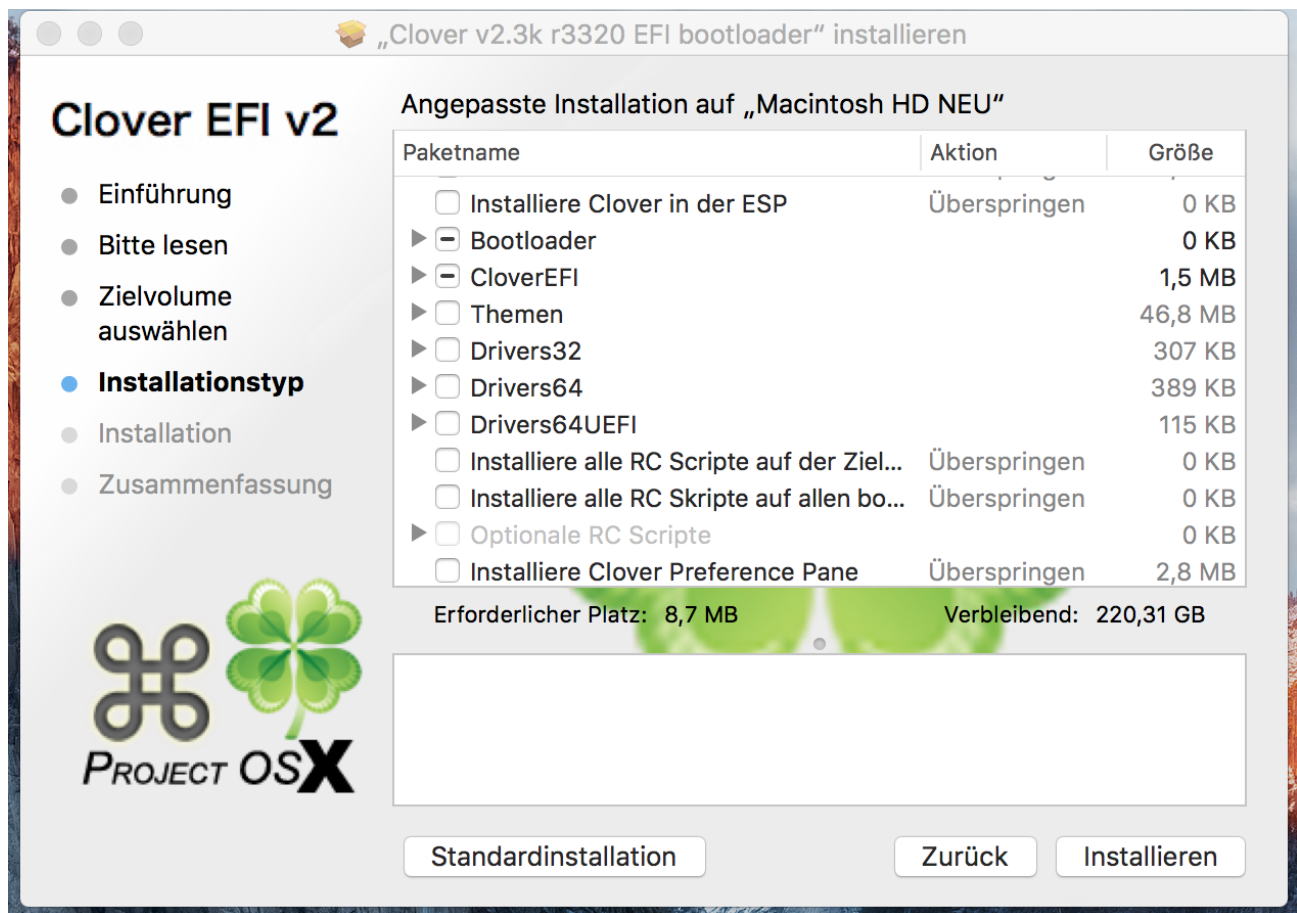 „Clover v2.3k r3320 EFI bootloader“ installieren
Clover EFI v2
Einführung
Bitte lesen
Zielvolume
auswählen
Installationstyp
Installation
Zusammenfassung
PROJECT OSX
Angepasste Installation auf „Macintosh HD NEU“
Paketname Aktion Größe
Installiere Clover in der ESP Überspringen 0 KB
Bootloader 0 KB
CloverEFI 1,5 MB
Themen 46,8 MB
Drivers32 307 KB
Drivers64 389 KB
Drivers64UEFI 115 KB
Installiere alle RC Scripte auf der Ziel... Überspringen 0 KB
Installiere alle RC Skripte auf allen bo... Überspringen 0 KB
Optionale RC Scripte 0 KB
Installiere Clover Preference Pane Überspringen 2,8 MB
Erforderlicher Platz: 8,7 MB Verbleibend: 220,31 GB
Standardinstallation Zurück Installieren